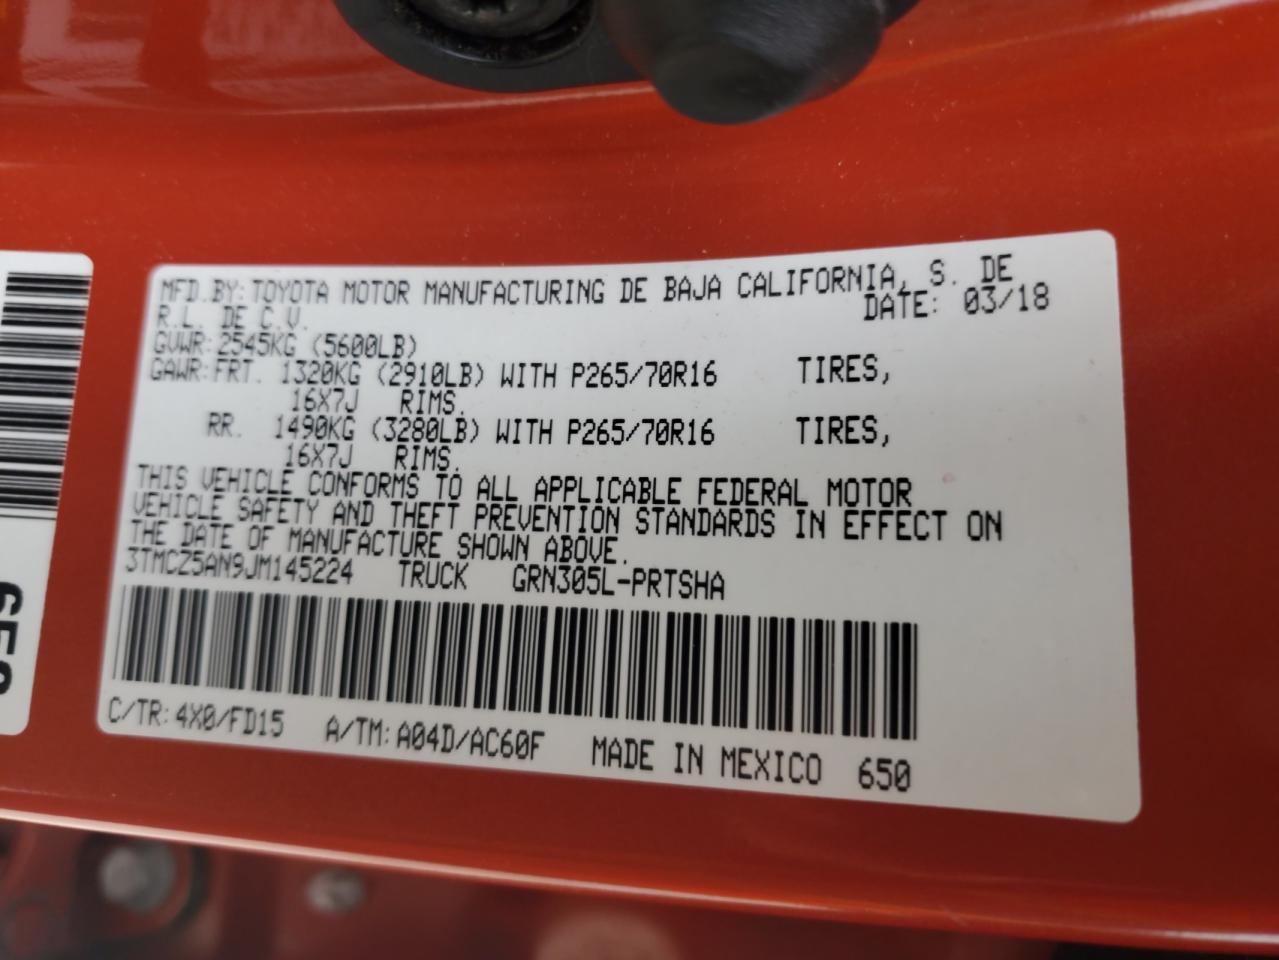 MFD.BY:TOYOTA MOTOR MANUFACTURING DE BAJA CALIFORNIA, S. DE
R.L. DE C.V. DATE: 03/18
GVWR:2545KG (5600LB)
GAWR:FRT. 1320KG (2910LB) WITH P265/70R16 TIRES,
16X7J RIMS.
RR. 1490KG (3280LB) WITH P265/70R16 TIRES,
16X7J RIMS.
THIS VEHICLE CONFORMS TO ALL APPLICABLE FEDERAL MOTOR
VEHICLE SAFETY AND THEFT PREVENTION STANDARDS IN EFFECT ON
THE DATE OF MANUFACTURE SHOWN ABOVE.
3TMCZ5AN9JM145224 TRUCK GRN305L-PRTSHA
C/TR:4X0/FD15 A/TM:A04D/AC60F MADE IN MEXICO 650